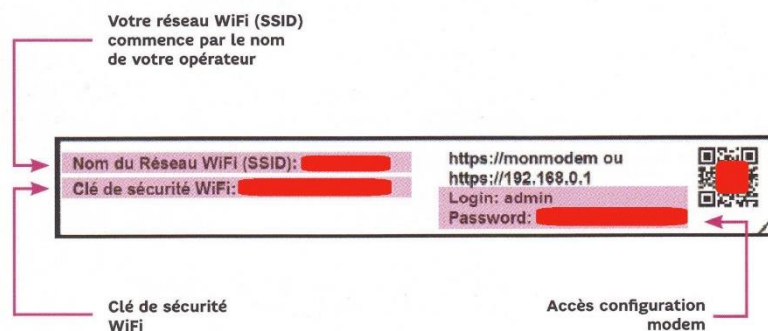 Votre réseau WiFi (SSID)
commence par le nom
de votre opérateur
Nom du Réseau WiFi (SSID):
Clé de sécurité WiFi:
https://monmodem ou
https://192.168.0.1
Login: admin
Password:
Clé de sécurité
WiFi
Accès configuration
modem